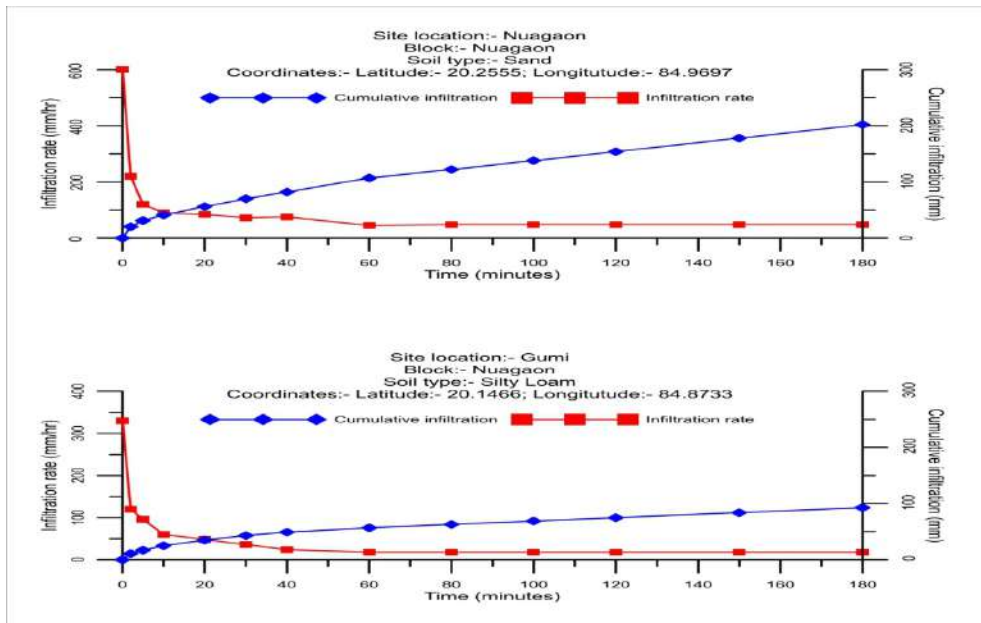 Site location:- Nuagaon
Block:- Nuagaon
Soil type:- Sand
Coordinates:- Latitude:- 20.2555; Longitutude:- 84.9697
Cumulative infiltration Infiltration rate
Infiltration rate (mm/hr)
600
400
200
0
Cumulative infiltration (mm)
300
200
100
0
0 20 40 60 80 100 120 140 160 180
Time (minutes)
Site location:- Gumi
Block:- Nuagaon
Soil type:- Silty Loam
Coordinates:- Latitude:- 20.1466; Longitutude:- 84.8733
Cumulative infiltration Infiltration rate
Infiltration rate (mm/hr)
400
300
200
100
0
Cumulative infiltration (mm)
300
200
100
0
0 20 40 60 80 100 120 140 160 180
Time (minutes)